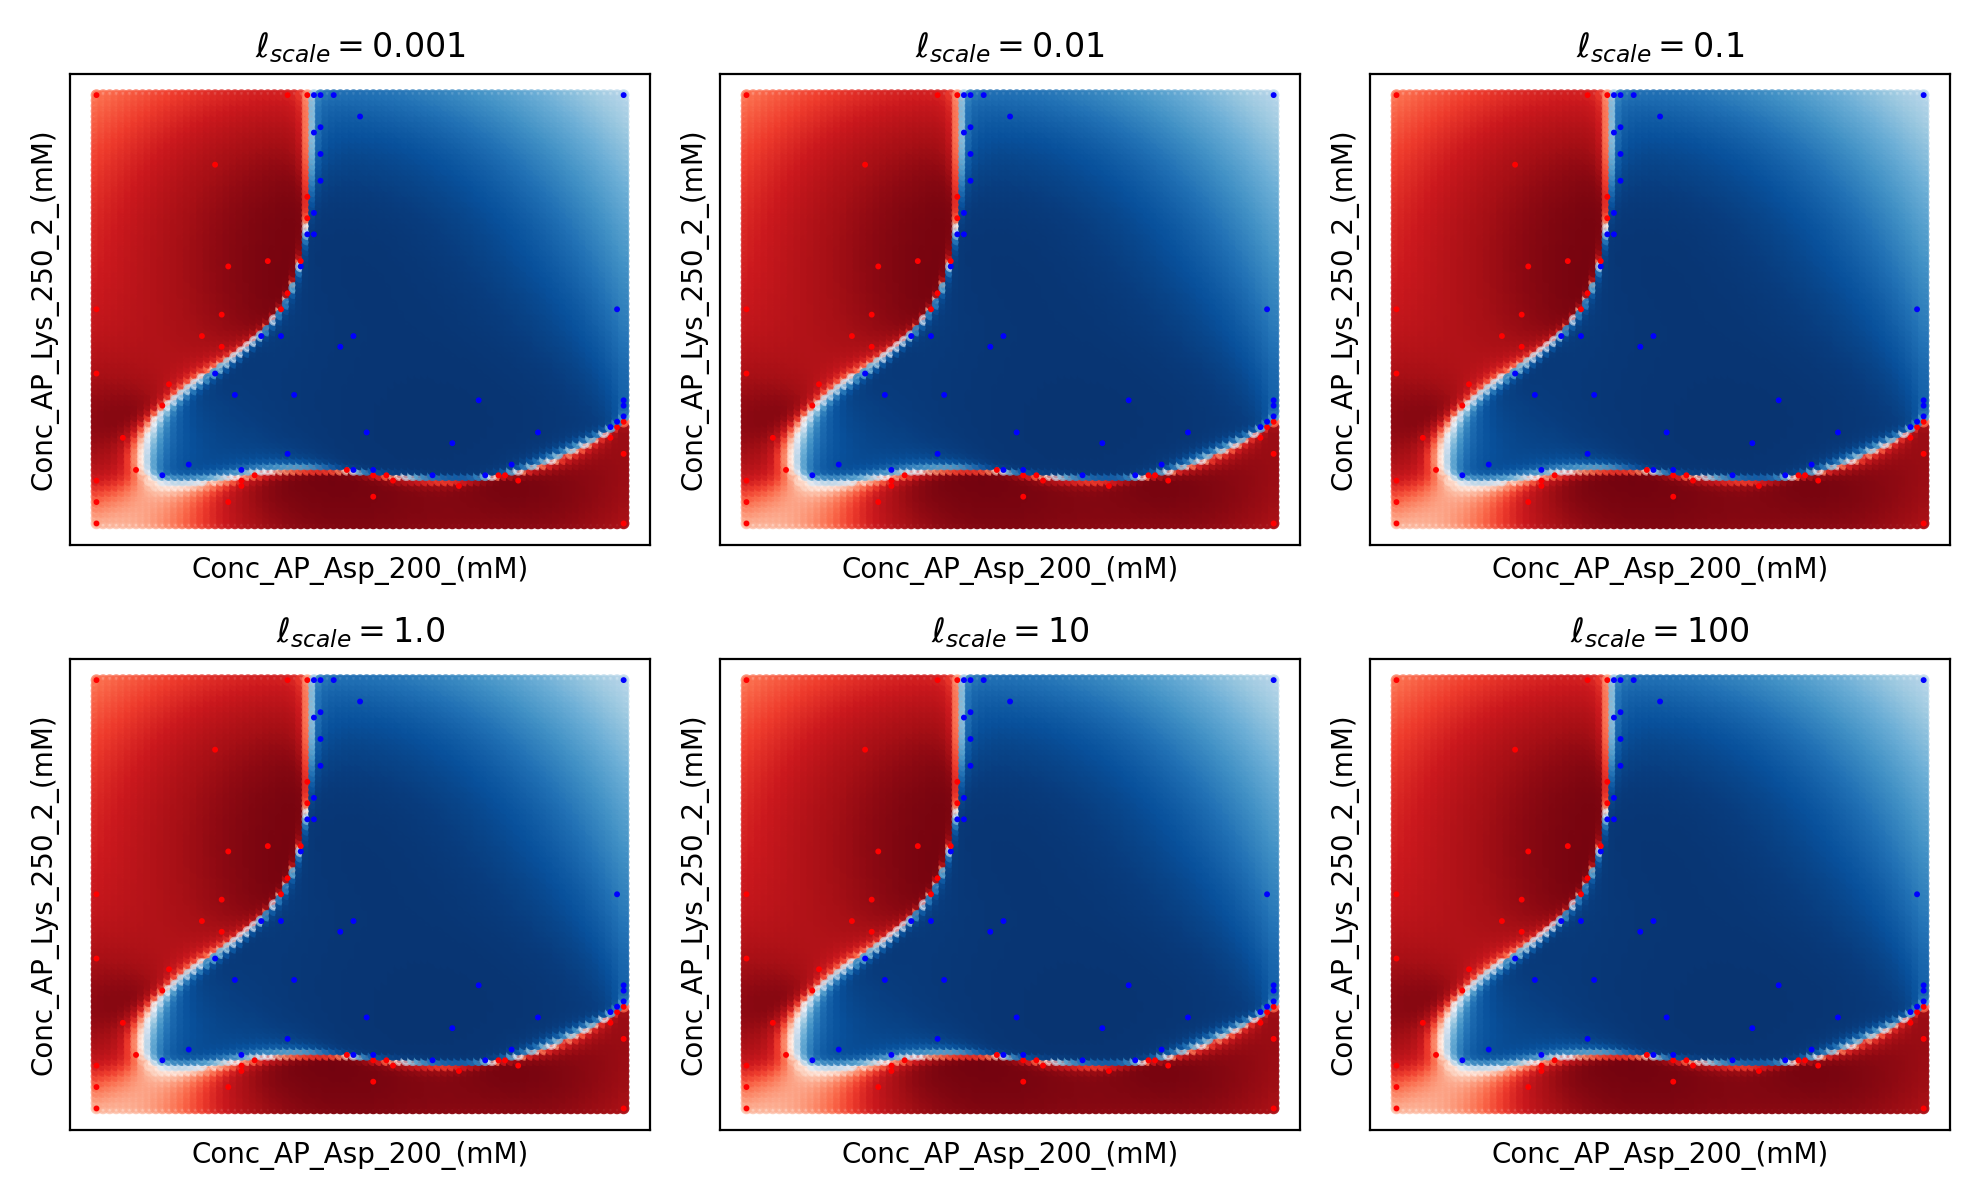 ℓscale = 0.001
ℓscale = 0.01
ℓscale = 0.1
Conc_AP_Lys_250_2_(mM)
Conc_AP_Lys_250_2_(mM)
Conc_AP_Lys_250_2_(mM)
Conc_AP_Asp_200_(mM)
Conc_AP_Asp_200_(mM)
Conc_AP_Asp_200_(mM)
ℓscale = 1.0
ℓscale = 10
ℓscale = 100
Conc_AP_Lys_250_2_(mM)
Conc_AP_Lys_250_2_(mM)
Conc_AP_Lys_250_2_(mM)
Conc_AP_Asp_200_(mM)
Conc_AP_Asp_200_(mM)
Conc_AP_Asp_200_(mM)